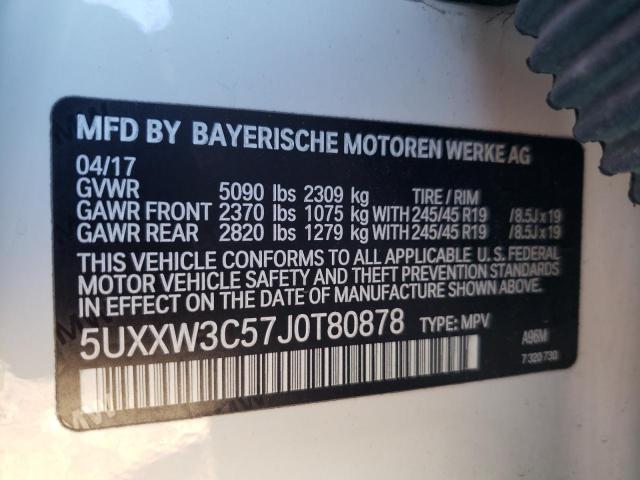 MFD BY BAYERISCHE MOTOREN WERKE AG
04/17
GVWR 5090 lbs 2309 kg TIRE / RIM
GAWR FRONT 2370 lbs 1075 kg WITH 245/45 R19 /8.5J x 19
GAWR REAR 2820 lbs 1279 kg WITH 245/45 R19 /8.5J x 19
THIS VEHICLE CONFORMS TO ALL APPLICABLE U. S. FEDERAL
MOTOR VEHICLE SAFETY AND THEFT PREVENTION STANDARDS
IN EFFECT ON THE DATE OF MANUFACTURE SHOWN ABOVE.
5UXXW3C57J0T80878 TYPE: MPV A96M
7 320 730